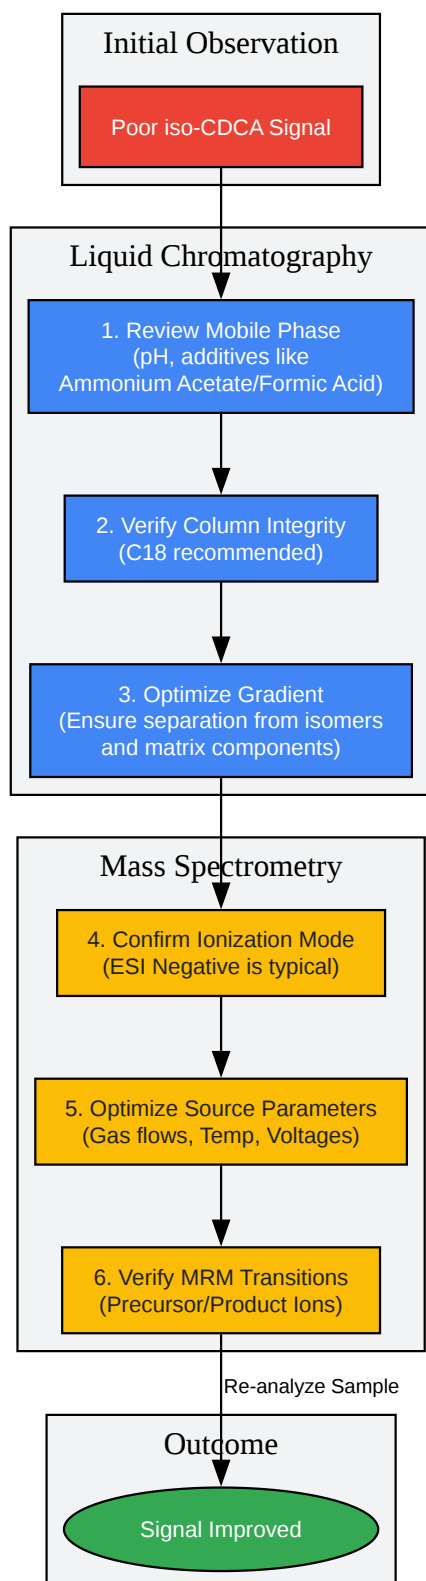 Initial Observation
Poor iso-CDCA Signal
Liquid Chromatography
1. Review Mobile Phase
(pH, additives like
Ammonium Acetate/Formic Acid)
2. Verify Column Integrity
(C18 recommended)
3. Optimize Gradient
(Ensure separation from isomers
and matrix components)
Mass Spectrometry
4. Confirm Ionization Mode
(ESI Negative is typical)
5. Optimize Source Parameters
(Gas flows, Temp, Voltages)
6. Verify MRM Transitions
(Precursor/Product Ions)
Re-analyze Sample
Outcome
Signal Improved